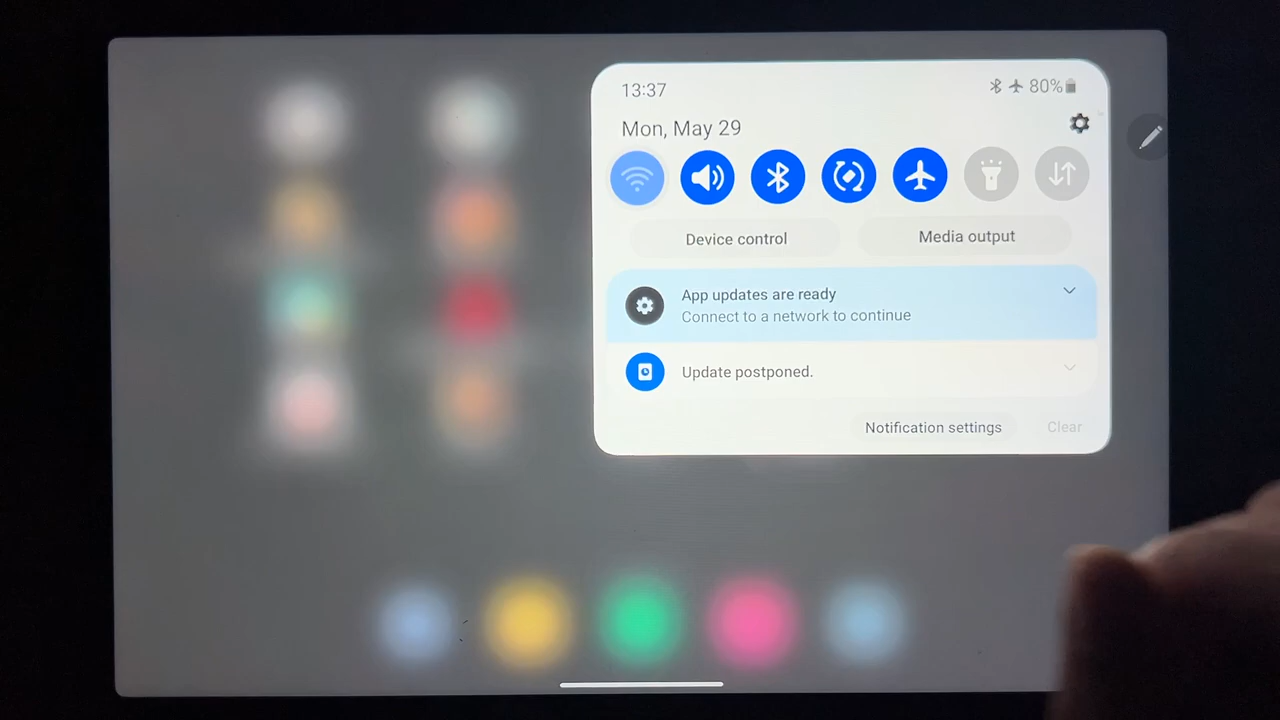 13:37
80%
Mon, May 29
Device control
Media output
App updates are ready
Connect to a network to continue
Update postponed.
Notification settings
Clear